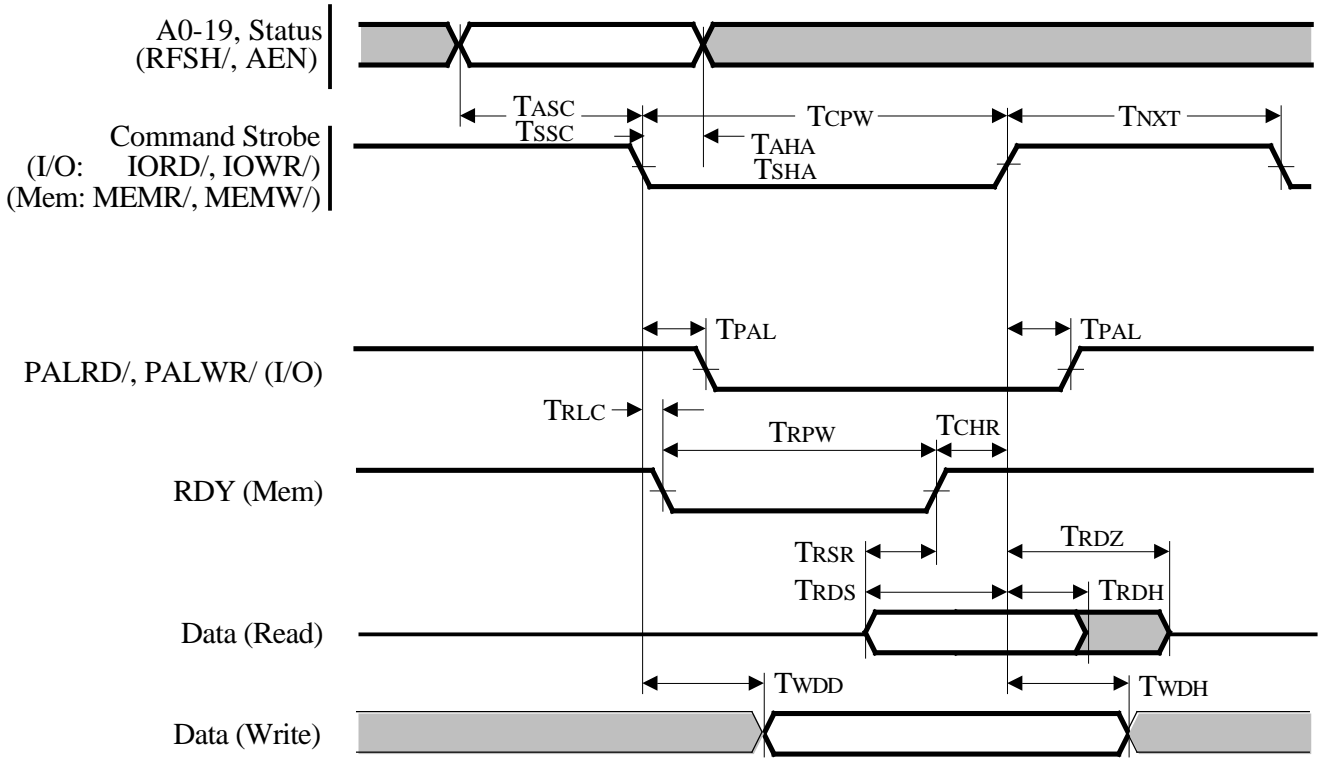 A0-19, Status
(RFSH/, AEN)
TASC
TSSC
TCPW
TNXT
TAHA
TSHA
Command Strobe
(I/O: IORD/, IOWR/)
(Mem: MEMR/, MEMW/)
TPAL
TPAL
PALRD/, PALWR/ (I/O)
TRLC
TRPW
TCHR
RDY (Mem)
TRSR
TRDZ
TRDS
TRDH
Data (Read)
TWDD
TWDH
Data (Write)